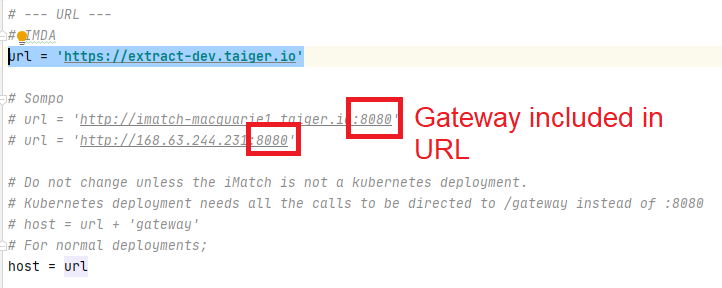 # --- URL ---
# IMDA
url = 'https://extract-dev.taiger.io'
# Sompo
# url = 'http://imatch-macquarie1.taiger.io:8080'
# url = 'http://168.63.244.231:8080'
Gateway included in
URL
# Do not change unless the iMatch is not a kubernetes deployment.
# Kubernetes deployment needs all the calls to be directed to /gateway instead of :8080
# host = url + 'gateway'
# For normal deployments;
host = url